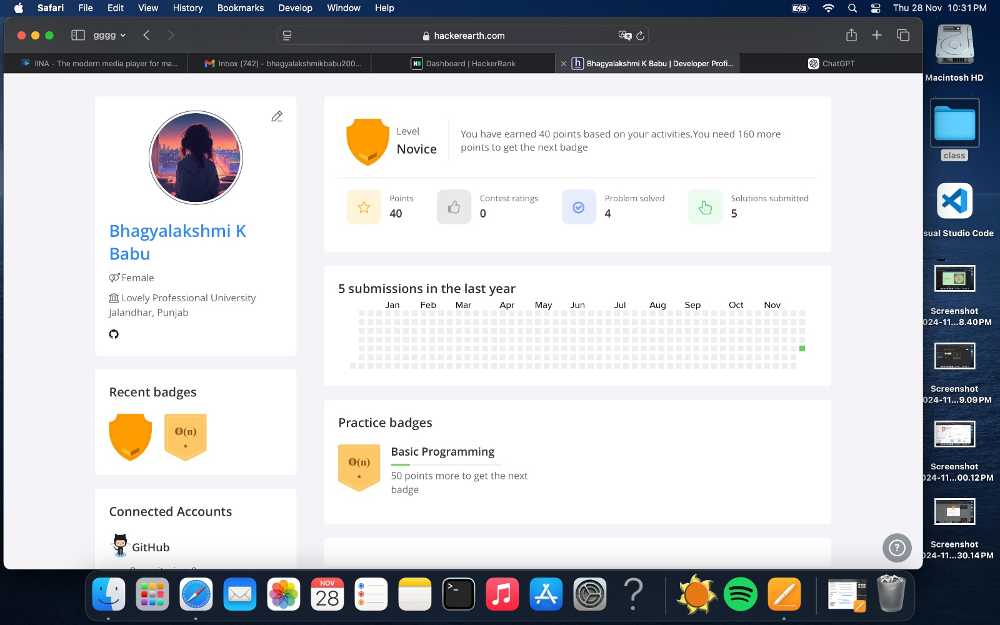 Safari File Edit View History Bookmarks Develop Window Help Thu 28 Nov 10:31 PM
gggg hackerearth.com
IINA - The modern media player for ma... Inbox (742) - bhagyalakshmikbabu200... Dashboard | HackerRank Bhagyalakshmi K Babu | Developer Profi... ChatGPT
Bhagyalakshmi K
Babu
Female
Lovely Professional University
Jalandhar, Punjab
Recent badges
O(n)
Connected Accounts
GitHub
Level
Novice
You have earned 40 points based on your activities.You need 160 more
points to get the next badge
Points
40
Contest ratings
0
Problem solved
4
Solutions submitted
5
5 submissions in the last year
Jan Feb Mar Apr May Jun Jul Aug Sep Oct Nov
Practice badges
O(n)
Basic Programming
50 points more to get the next
badge
?
Macintosh HD
class
sual Studio Code
Screenshot
024-11...8.40 PM
Screenshot
024-11...9.09 PM
Screenshot
024-11...00.12 PM
Screenshot
024-11...30.14 PM
NOV
28
>_
?